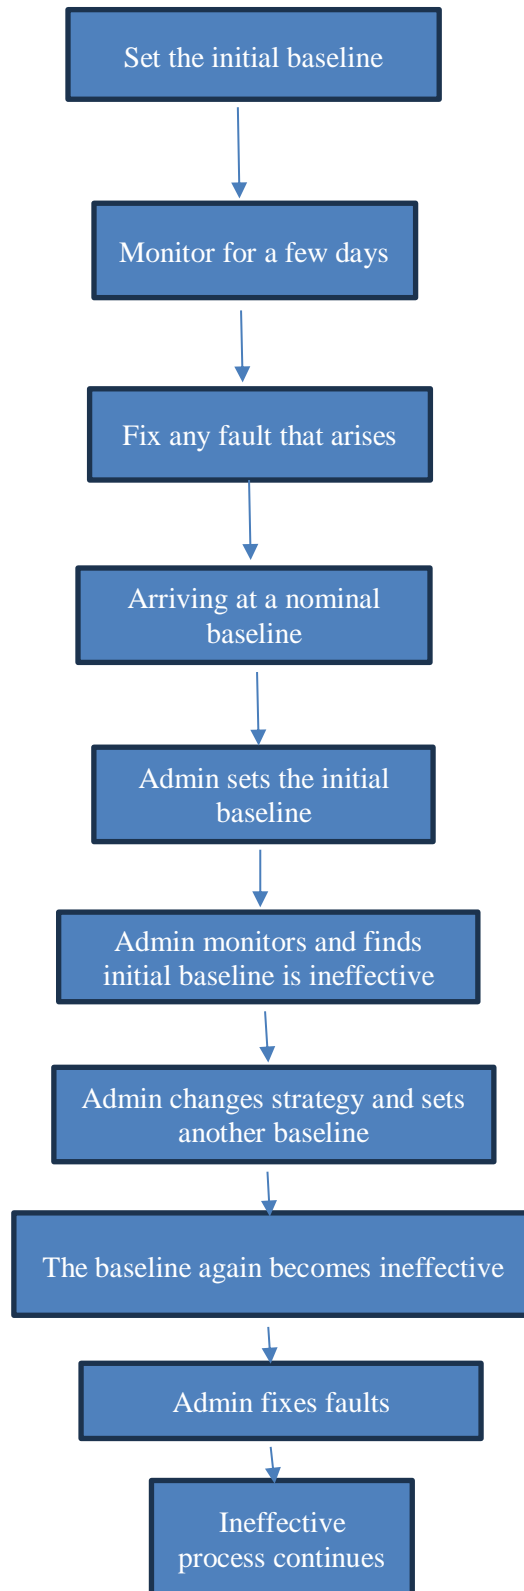 Set the initial baseline
Monitor for a few days
Fix any fault that arises
Arriving at a nominal
baseline
Admin sets the initial
baseline
Admin monitors and finds
initial baseline is ineffective
Admin changes strategy and sets
another baseline
The baseline again becomes ineffective
Admin fixes faults
Ineffective
process continues